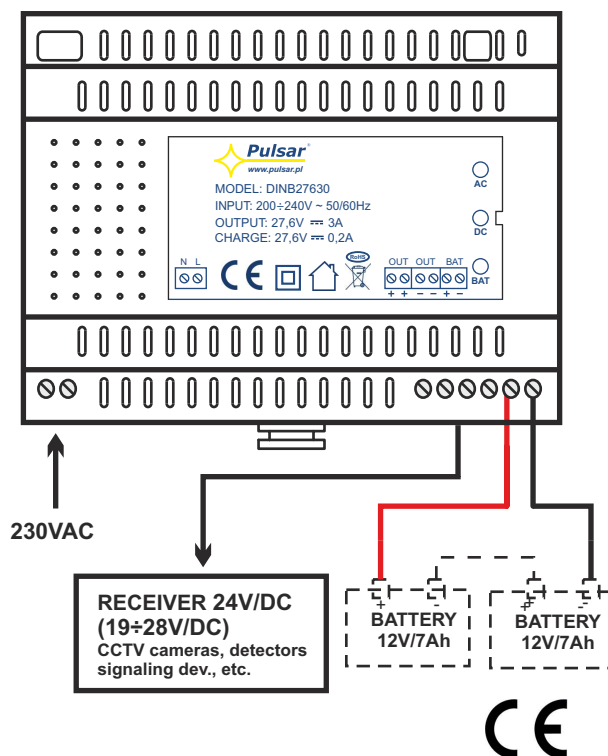 Pulsar®
www.pulsar.pl
MODEL: DINB27630
INPUT: 200÷240V ~ 50/60Hz
OUTPUT: 27,6V ⎓ 3A
CHARGE: 27,6V ⎓ 0,2A
AC
DC
BAT
N L
CE
RoHS
OUT OUT BAT
+ + − − + −
230VAC
RECEIVER 24V/DC
(19÷28V/DC)
CCTV cameras, detectors
signaling dev., etc.
+ -
BATTERY
12V/7Ah
+ -
BATTERY
12V/7Ah
CE